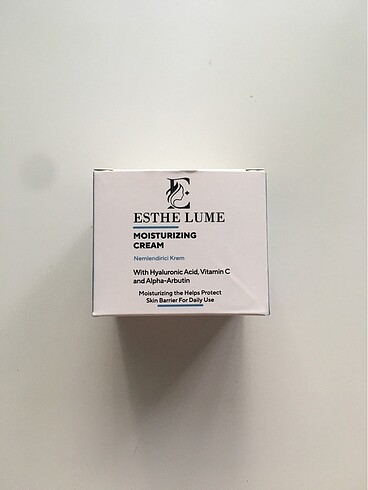 ESTHE LUME
MOISTURIZING
CREAM
Nemlendirici Krem
With Hyaluronic Acid, Vitamin C
and Alpha-Arbutin
Moisturizing the Helps Protect
Skin Barrier For Daily Use